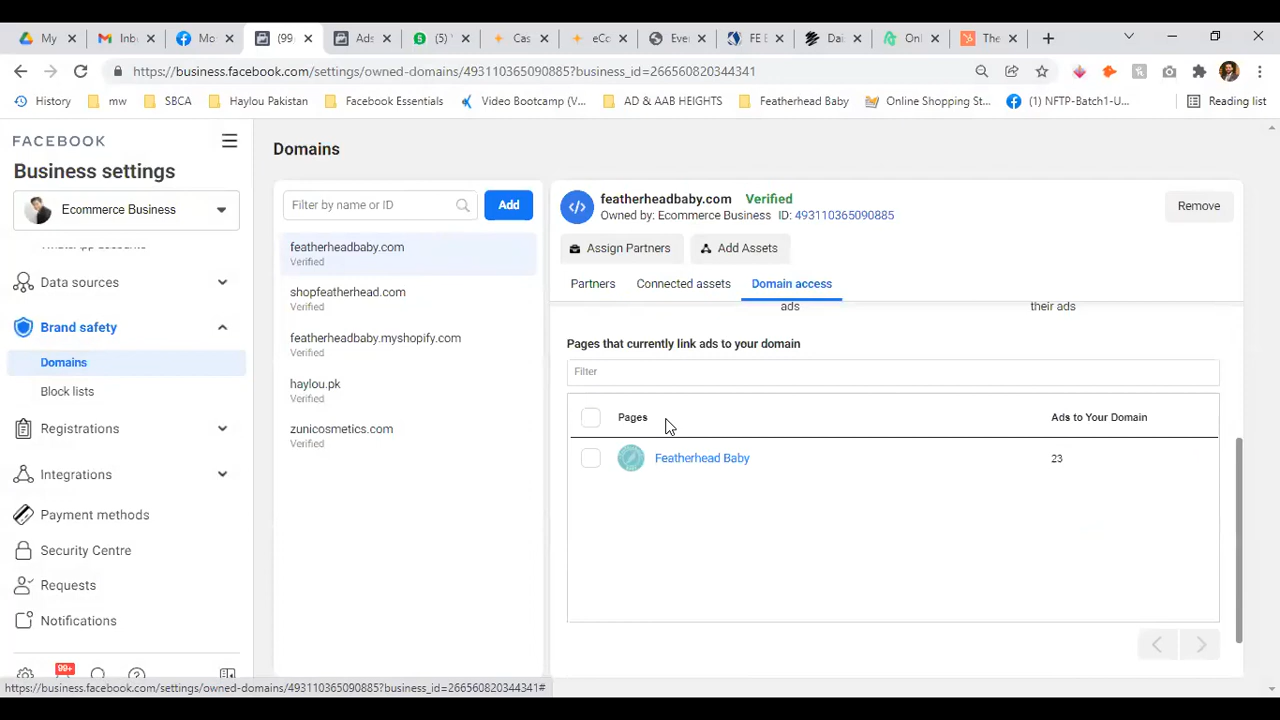 My
Inb
Mo
(99
Ads
(5)
Cas
eCo
Eve
FE B
Dai
Onl
The
https://business.facebook.com/settings/owned-domains/493110365090885?business_id=266560820344341
History
mw
SBCA
Haylou Pakistan
Facebook Essentials
Video Bootcamp (V...
AD & AAB HEIGHTS
Featherhead Baby
Online Shopping St...
(1) NFTP-Batch1-U...
Reading list
FACEBOOK
Business settings
Ecommerce Business
Data sources
Brand safety
Domains
Block lists
Registrations
Integrations
Payment methods
Security Centre
Requests
Notifications
99+
Domains
Filter by name or ID
Add
featherheadbaby.com
Verified
shopfeatherhead.com
Verified
featherheadbaby.myshopify.com
Verified
haylou.pk
Verified
zunicosmetics.com
Verified
featherheadbaby.com Verified
Owned by: Ecommerce Business ID: 493110365090885
Remove
Assign Partners
Add Assets
Partners
Connected assets
Domain access
ads
their ads
Pages that currently link ads to your domain
Filter
Pages
Ads to Your Domain
Featherhead Baby
23
https://business.facebook.com/settings/owned-domains/493110365090885?business_id=266560820344341#